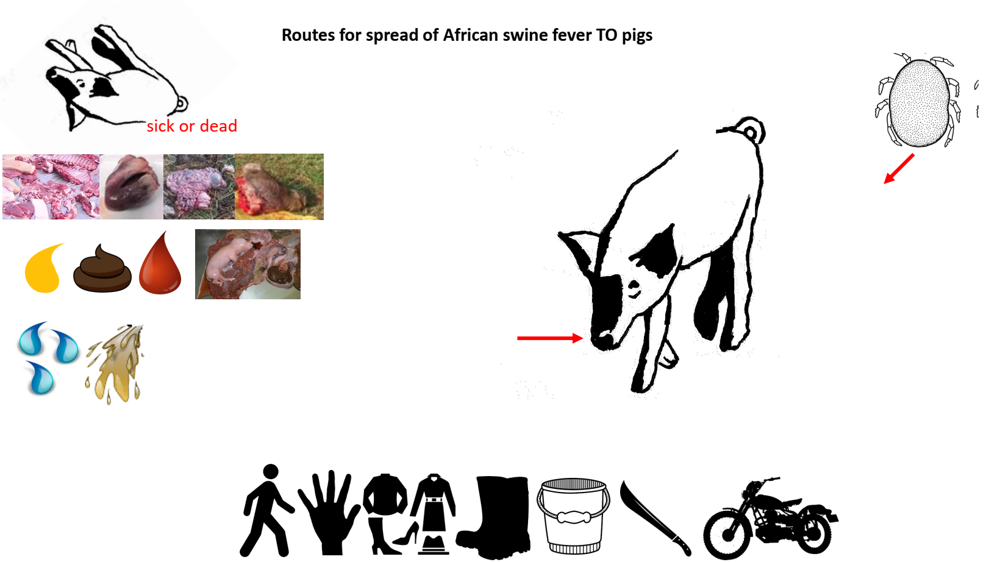 Routes for spread of African swine fever TO pigs
sick or dead